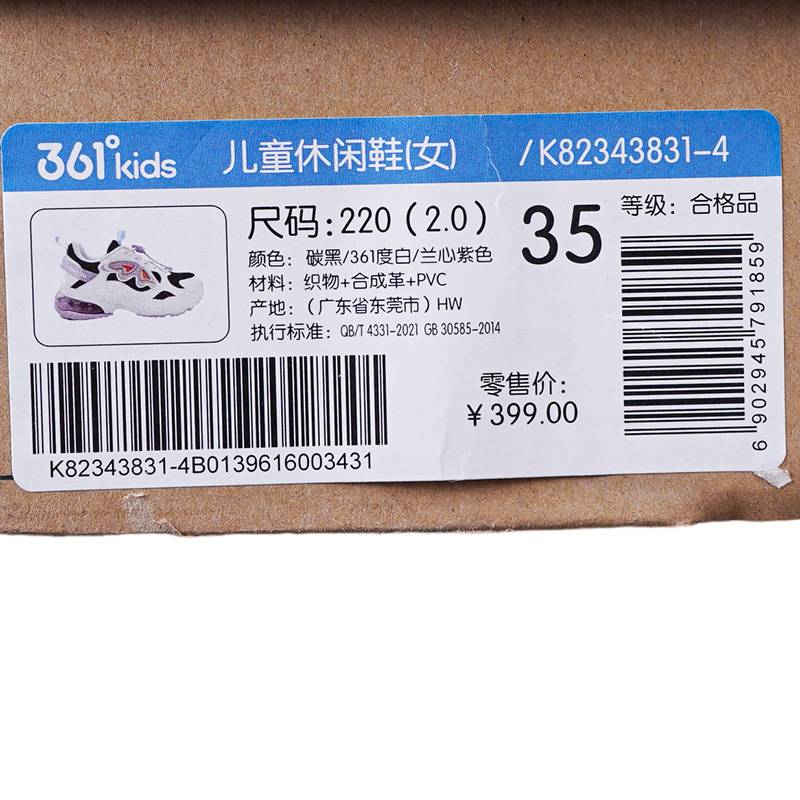 361°kids 儿童休闲鞋(女) /K82343831-4
尺码:220(2.0) 35
等级:合格品
颜色:碳黑/361度白/兰心紫色
材料:织物+合成革+PVC
产地:(广东省东莞市)HW
执行标准:QB/T 4331-2021 GB 30585-2014
零售价:
¥399.00
K82343831-4B0139616003431
6 902945 791859